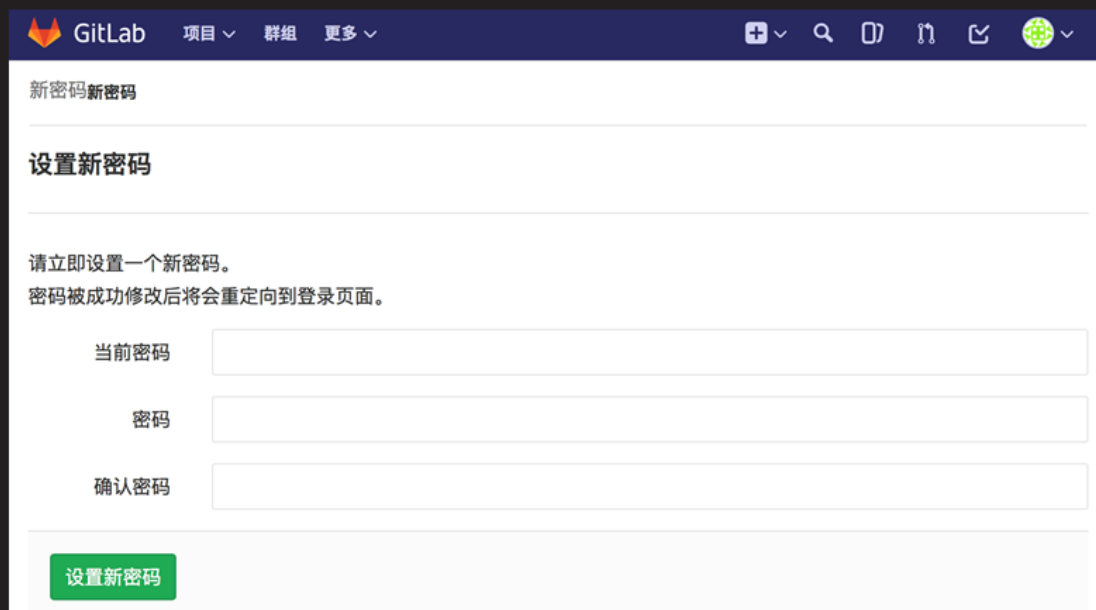 GitLab 项目 群组 更多
新密码新密码
设置新密码
请立即设置一个新密码。
密码被成功修改后将会重定向到登录页面。
当前密码
密码
确认密码
设置新密码